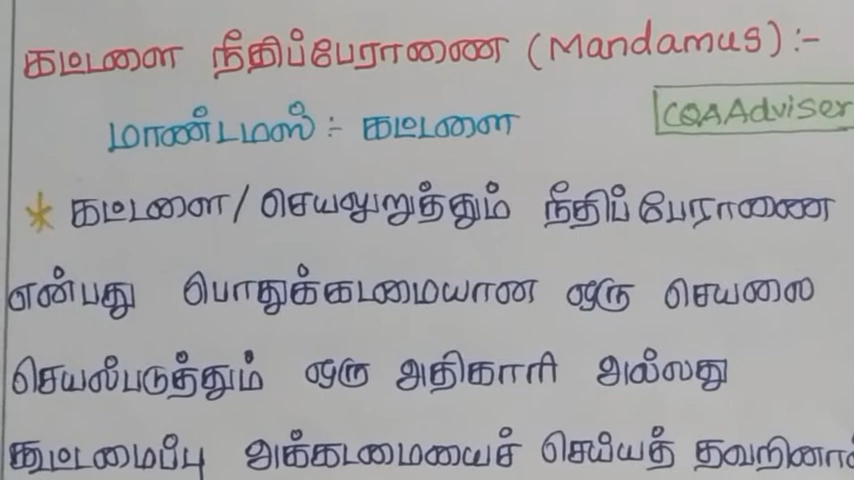 கட்டளை நீதிப்பேராணை (Mandamus) :-
மாண்டமஸ் :- கட்டளை
CQAAdviser
* கட்டளை / செயலுறுத்தும் நீதிப் பேராணை
என்பது பொதுக்கடமையான ஒரு செயலை
செயல்படுத்தும் ஒரு அதிகாரி அல்லது
கூட்டமைப்பு அக்கடமையைச் செய்யத் தவறினால்